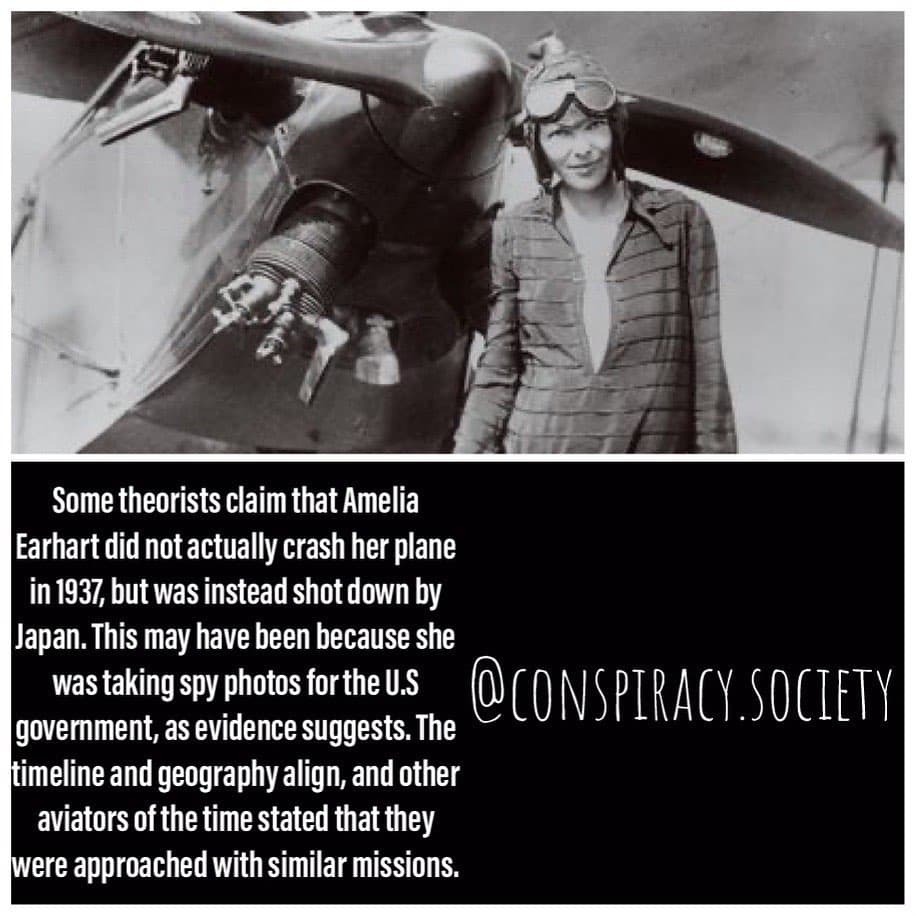 Some theorists claim that Amelia
Earhart did not actually crash her plane
in 1937, but was instead shot down by
Japan. This may have been because she
was taking spy photos for the U.S
government, as evidence suggests. The
timeline and geography align, and other
aviators of the time stated that they
were approached with similar missions.
@CONSPIRACY.SOCIETY